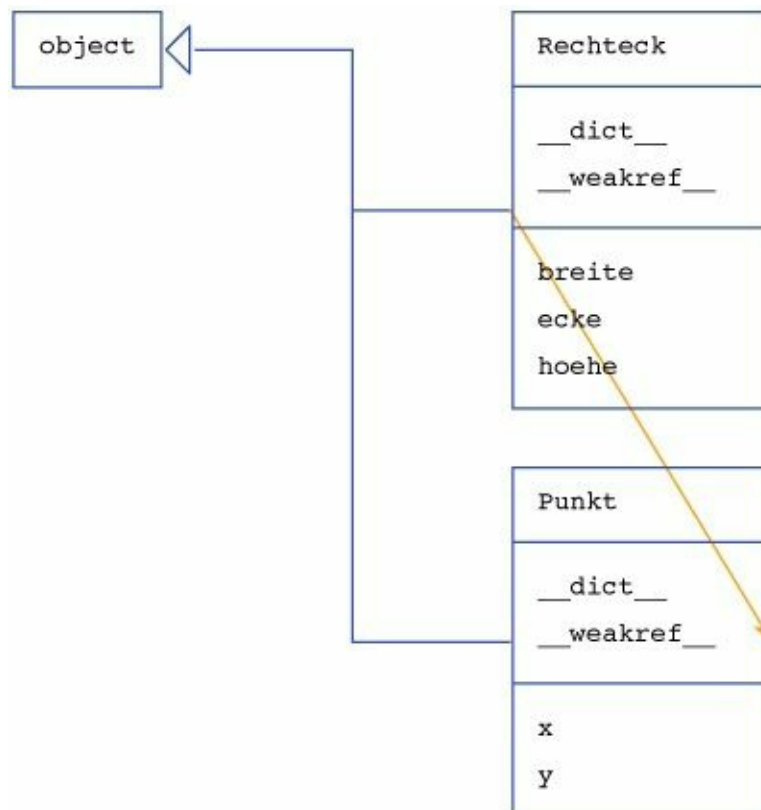 object
Rechteck
__dict__
__weakref__
breite
ecke
hoehe
Punkt
__dict__
__weakref__
x
y